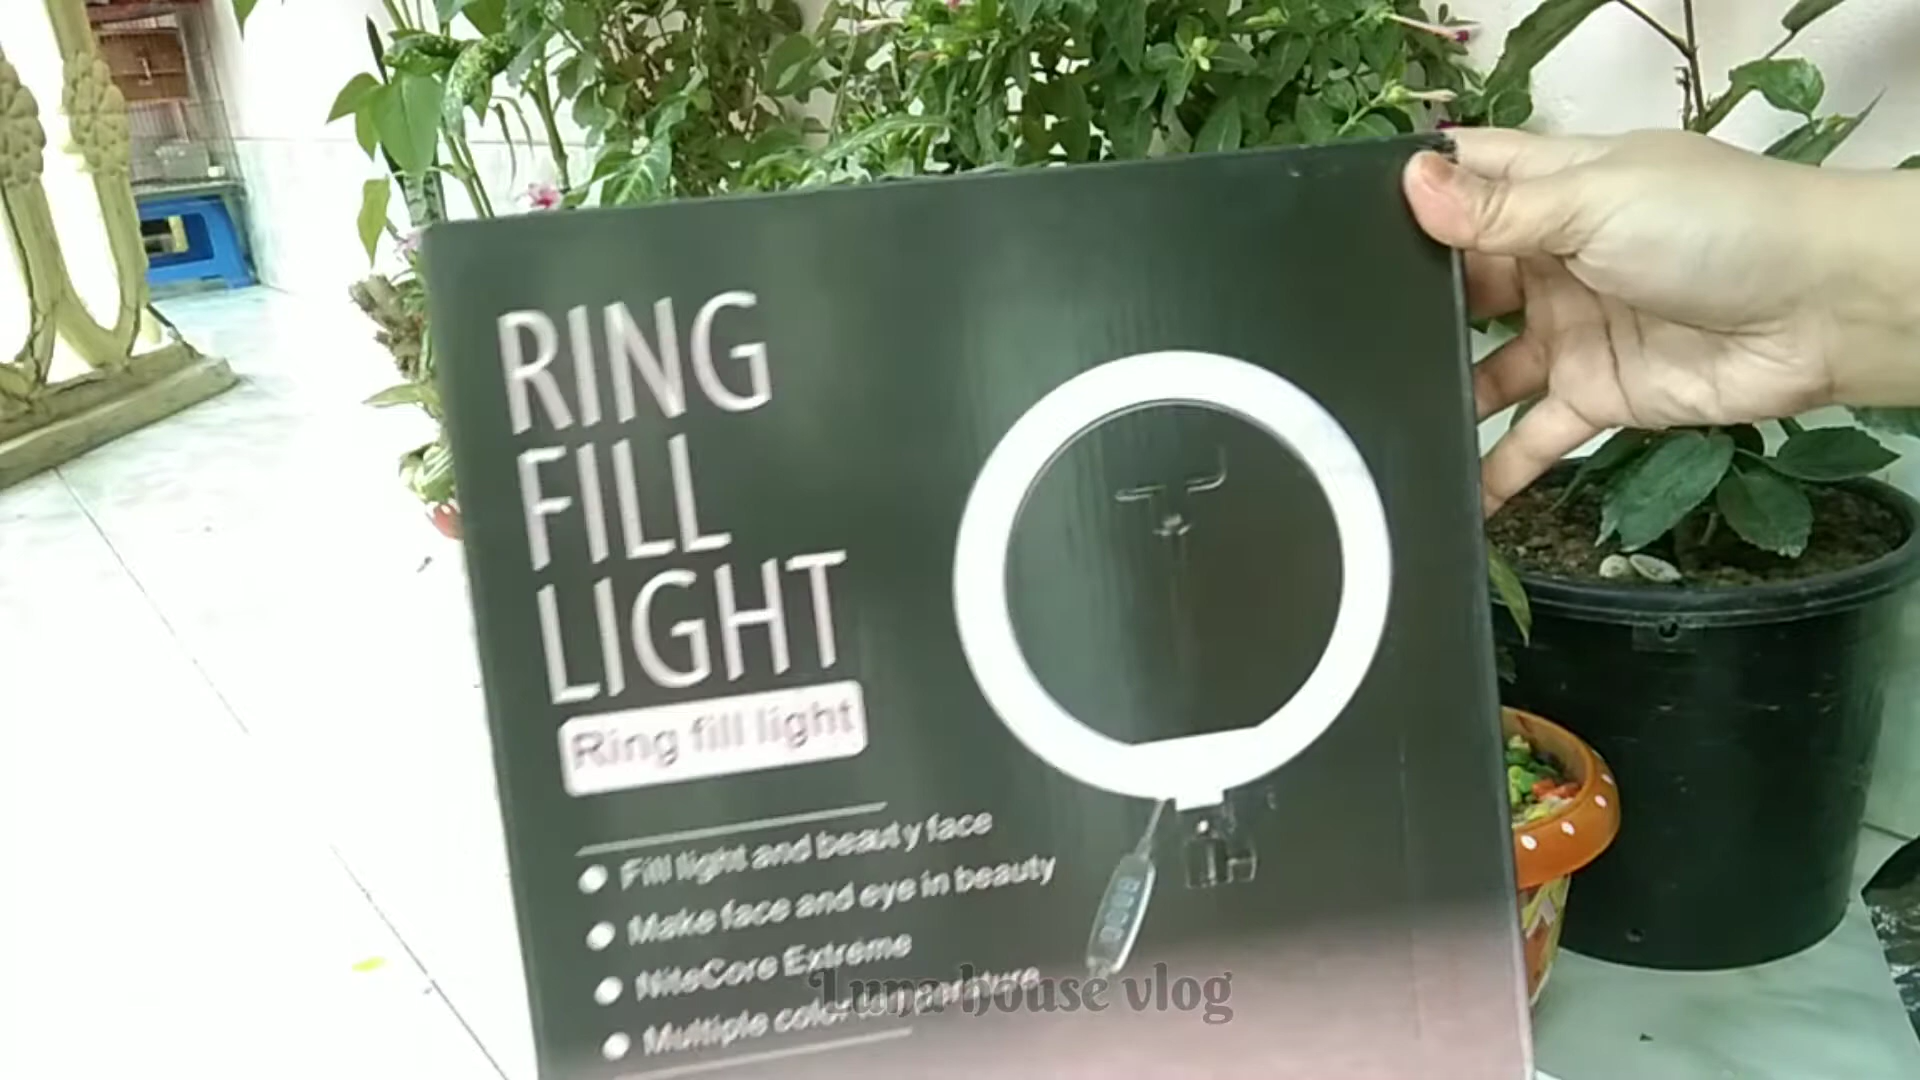 RING
FILL
LIGHT
Ring fill light
Fill light and beauty face
Make face and eye in beauty
NiteCore Extreme
Multiple color temperature
Luna house vlog